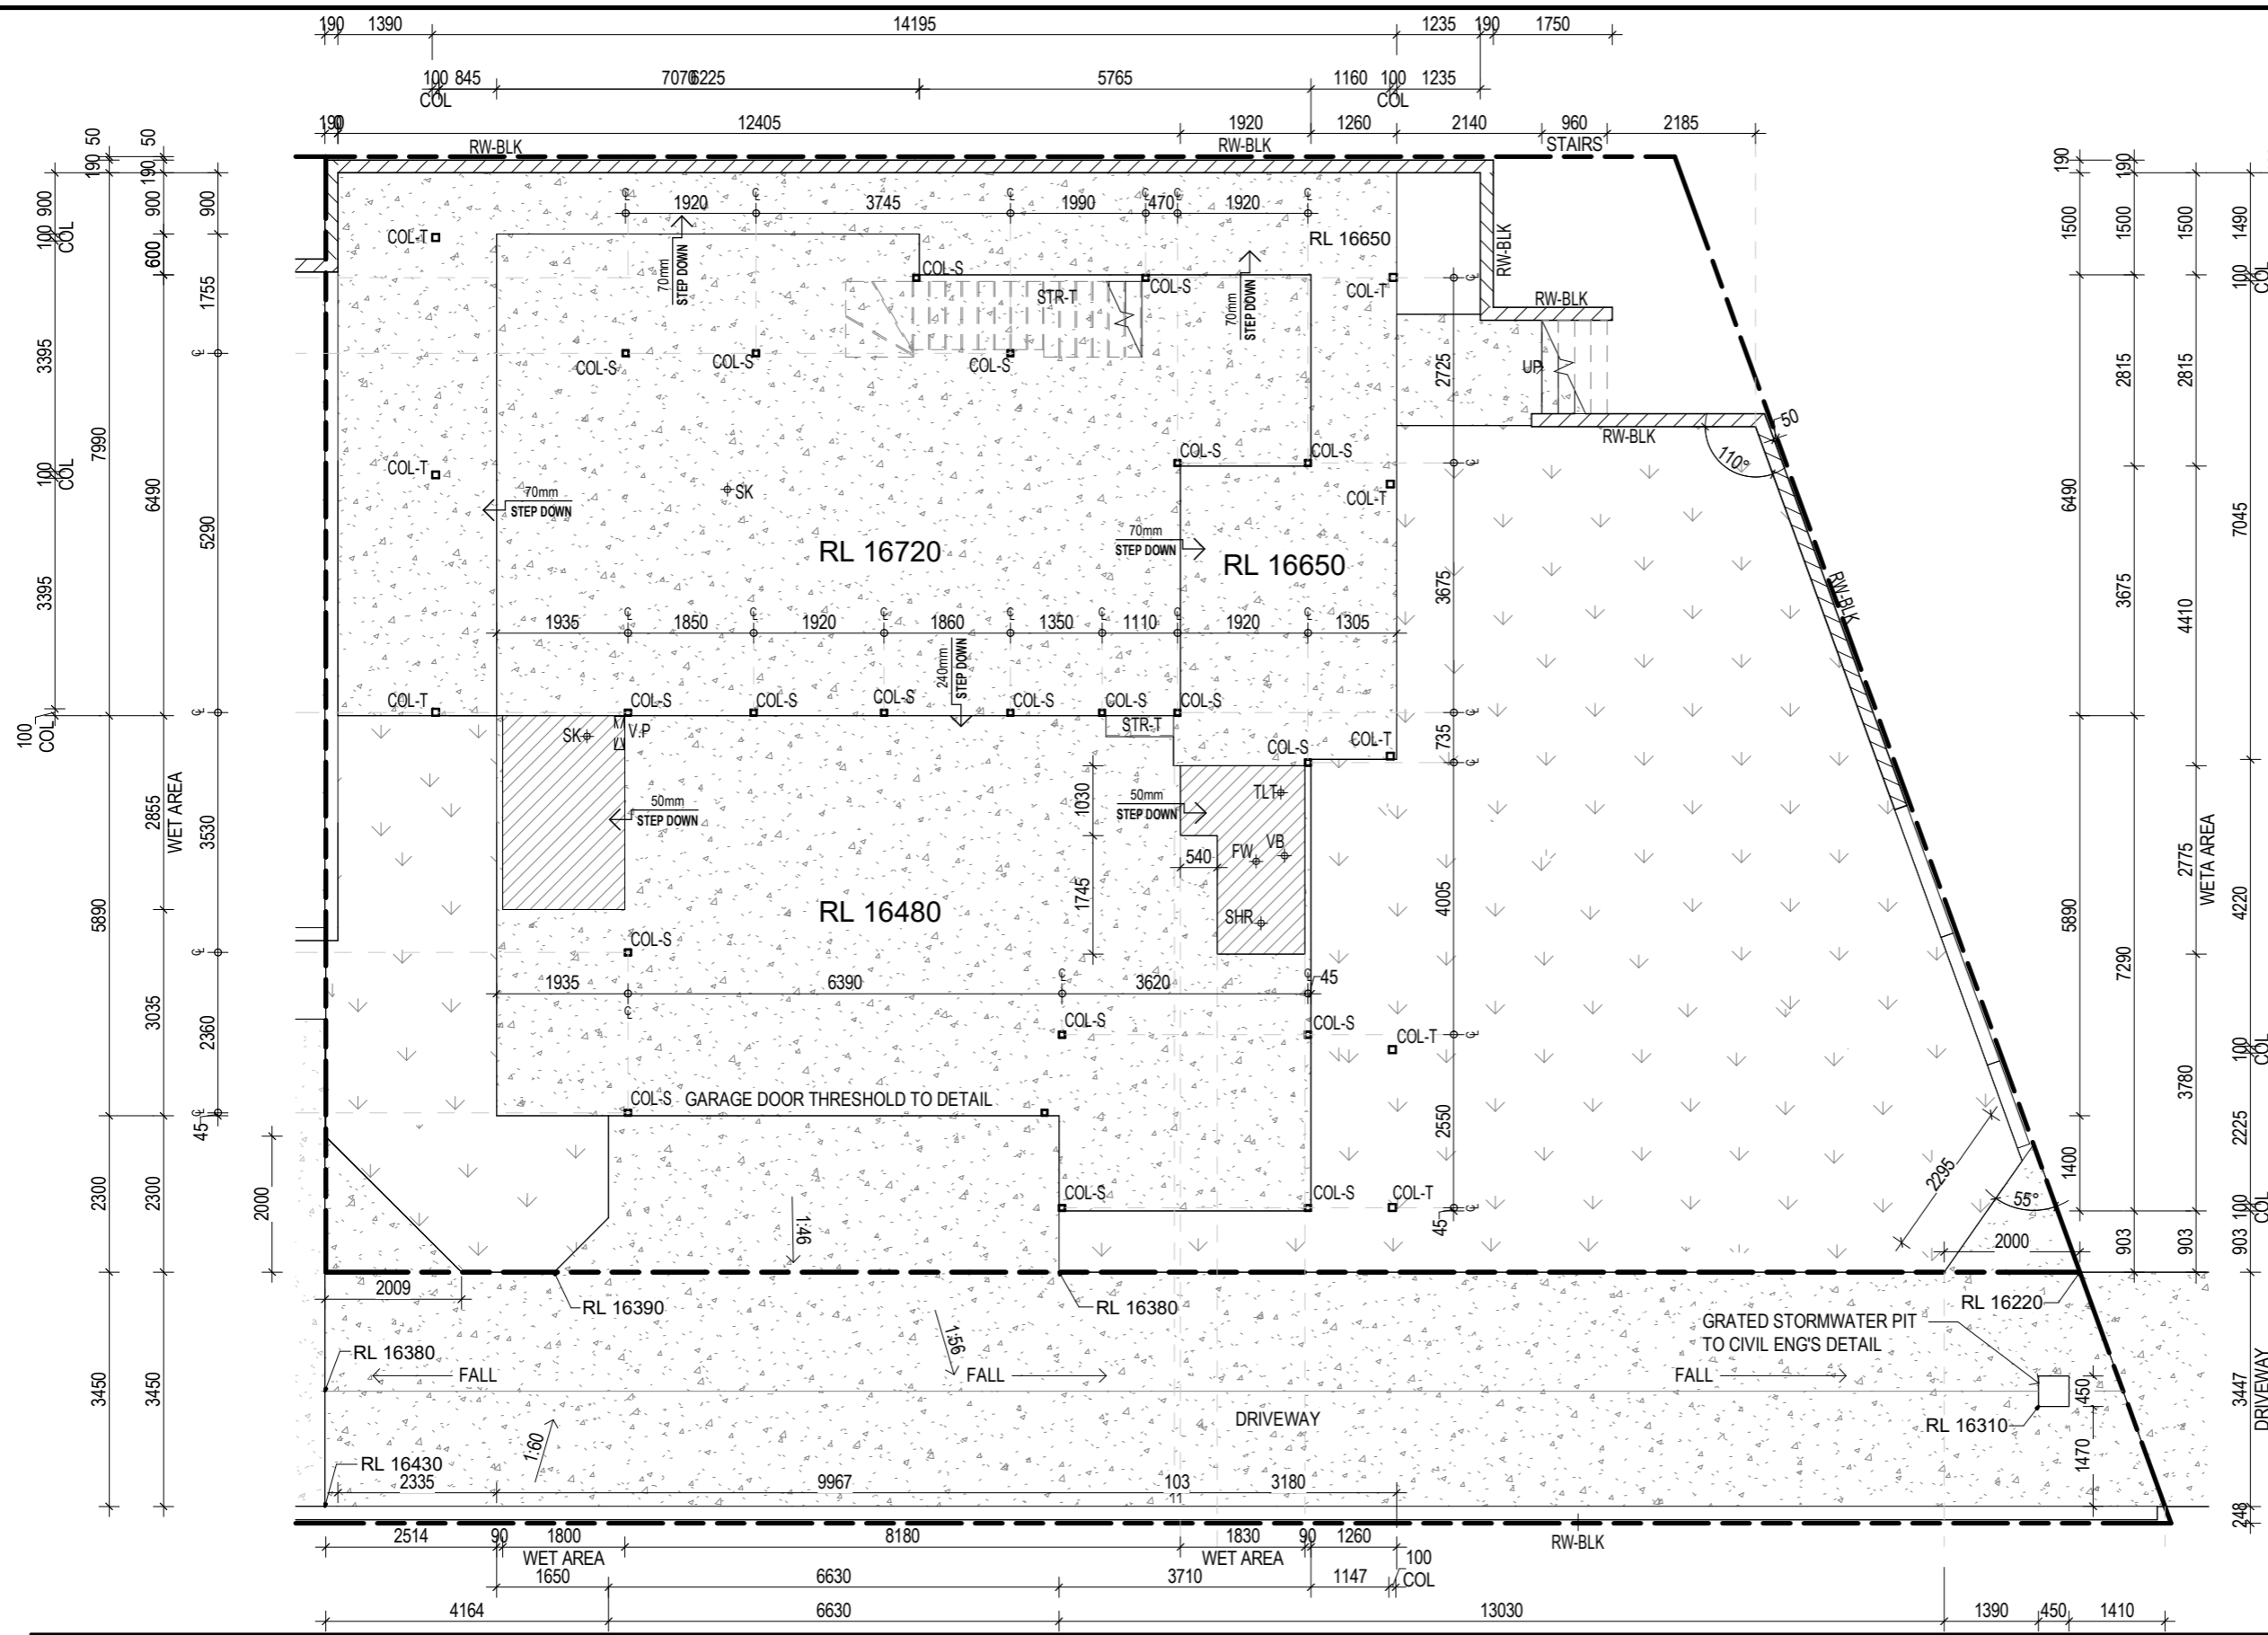 190 1390 14195 1235 190 1750
100 845 7070 6225 5765 1160 100 1235
COL COL
190 12405 1920 1260 2140 960 2185
RW-BLK RW-BLK STAIRS
50 50
190 190 190 190
900 900 900 1500 1500 1500 1490
1920 3745 1990 470 1920
COL-T RL 16650 RW-BLK
100 COL 600 100 COL
70mm STEP DOWN
COL-S COL-S COL-T
STR-T
70mm STEP DOWN
RW-BLK
1755
3395 COL-S COL-S COL-S UP 2725 2815 2815
50
RW-BLK
110°
COL-S COL-S
7990 100 COL 6490 COL-T SK COL-T 6490
70mm
STEP DOWN
5290 7045
RL 16720
70mm
STEP DOWN
RL 16650
3395 3675 RW-BLK 3675 4410
1935 1850 1920 1860 1350 1110 1920 1305
240mm STEP DOWN
100 COL COL-T COL-S COL-S COL-S COL-S COL-S COL-S
SK V.P STR-T COL-S COL-T 735
2855 WET AREA 3530
50mm
STEP DOWN
1030
50mm
STEP DOWN
TLT
FW VB
540
2775 WETA AREA
5890 RL 16480 1745 SHR 4005 5890 4220
COL-S
7290
1935 6390 3620 45
3035 2360 COL-S COL-S COL-T 100 COL
3780
COL-S GARAGE DOOR THRESHOLD TO DETAIL
45 2550 2225
2300 2300 2000 1:46 COL-S COL-S COL-T 45 2295 55° 1400 100 COL
2000 903 903 903
2009
RL 16390 RL 16380 RL 16220
GRATED STORMWATER PIT
TO CIVIL ENG'S DETAIL
RL 16380 1:56
FALL FALL FALL
3450 3450 450 3447 DRIVEWAY
DRIVEWAY RL 16310
1:60
RL 16430 1470
2335 9967 103 11 3180
248
2514 90 1800 8180 1830 90 1260 RW-BLK
WET AREA WET AREA 100
1650 6630 3710 1147 COL
4164 6630 13030 1390 450 1410